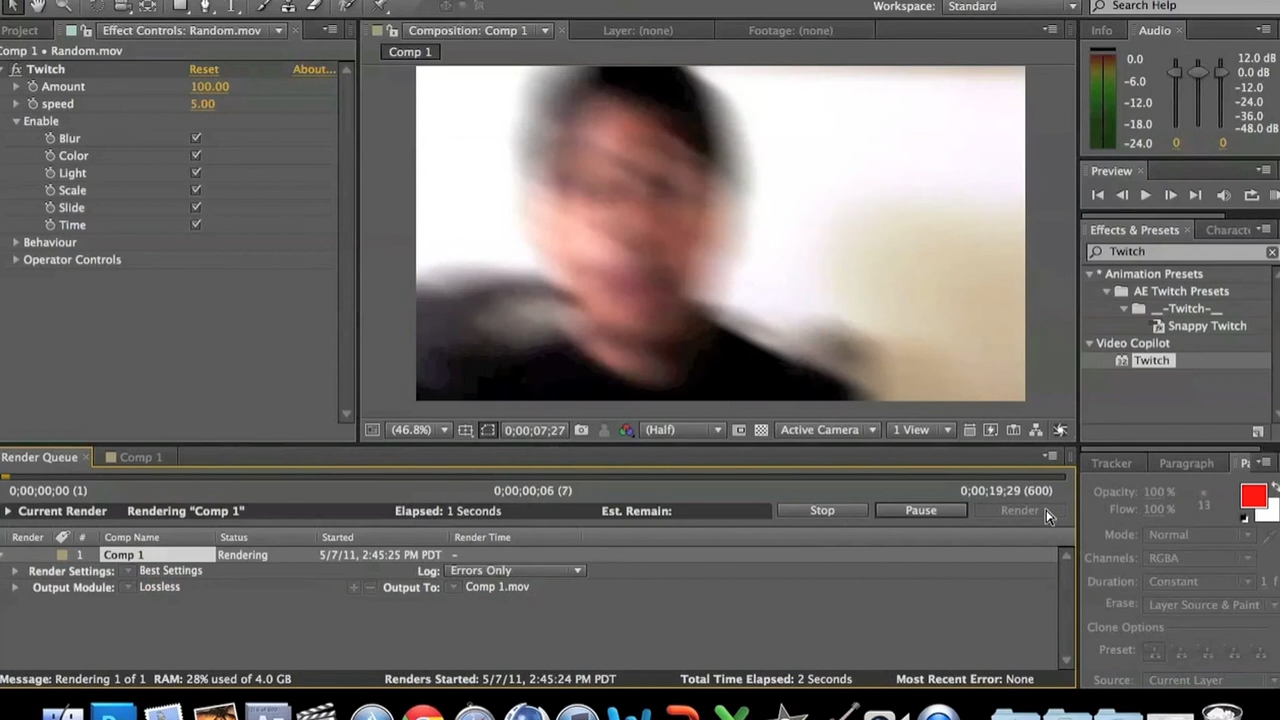 Workspace: Standard
Search Help
Project
Effect Controls: Random.mov
Composition: Comp 1
Layer: (none)
Footage: (none)
Info
Audio
Comp 1 • Random.mov
Comp 1
Twitch Reset About...
Amount 100.00
speed 5.00
Enable
Blur
Color
Light
Scale
Slide
Time
Behaviour
Operator Controls
0.0
-6.0
-12.0
-18.0
-24.0
12.0 dB
0.0 dB
-12.0
-24.0
-36.0
-48.0 dB
0 0
Preview
Effects & Presets
Twitch
* Animation Presets
AE Twitch Presets
__-Twitch-__
Snappy Twitch
Video Copilot
Twitch
(46.8%) 0;00;07;27 (Half) Active Camera 1 View
Render Queue
Comp 1
0;00;00;00 (1) 0;00;00;06 (7) 0;00;19;29 (600)
Current Render Rendering "Comp 1" Elapsed: 1 Seconds Est. Remain: Stop Pause Render
Render # Comp Name Status Started Render Time
1 Comp 1 Rendering 5/7/11, 2:45:25 PM PDT -
Render Settings: Best Settings Log: Errors Only
Output Module: Lossless Output To: Comp 1.mov
Message: Rendering 1 of 1 RAM: 28% used of 4.0 GB Renders Started: 5/7/11, 2:45:24 PM PDT Total Time Elapsed: 2 Seconds Most Recent Error: None
Tracker Paragraph
Opacity: 100 %
Flow: 100 %
13
Mode: Normal
Channels: RGBA
Duration: Constant 1 f
Erase: Layer Source & Paint
Clone Options
Preset:
Source: Current Layer